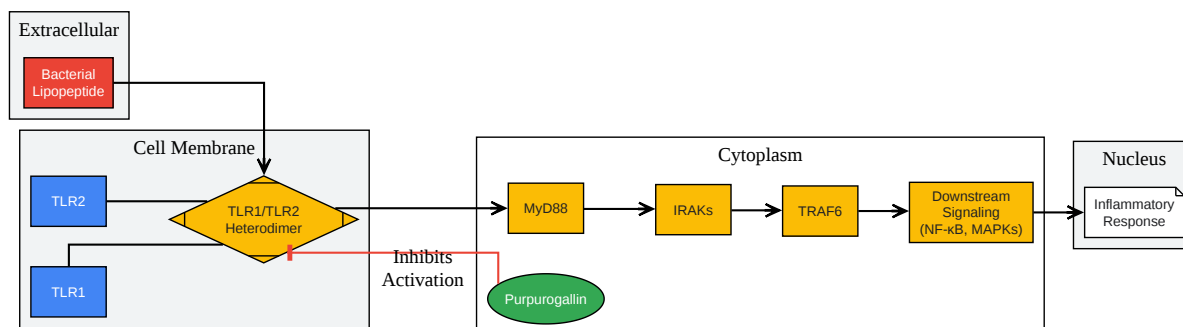 Extracellular
Bacterial
Lipopeptide
Cell Membrane
TLR2
TLR1/TLR2
Heterodimer
TLR1
Inhibits
Activation
Cytoplasm
MyD88
IRAKs
TRAF6
Downstream
Signaling
(NF-κB, MAPKs)
Purpurogallin
Nucleus
Inflammatory
Response